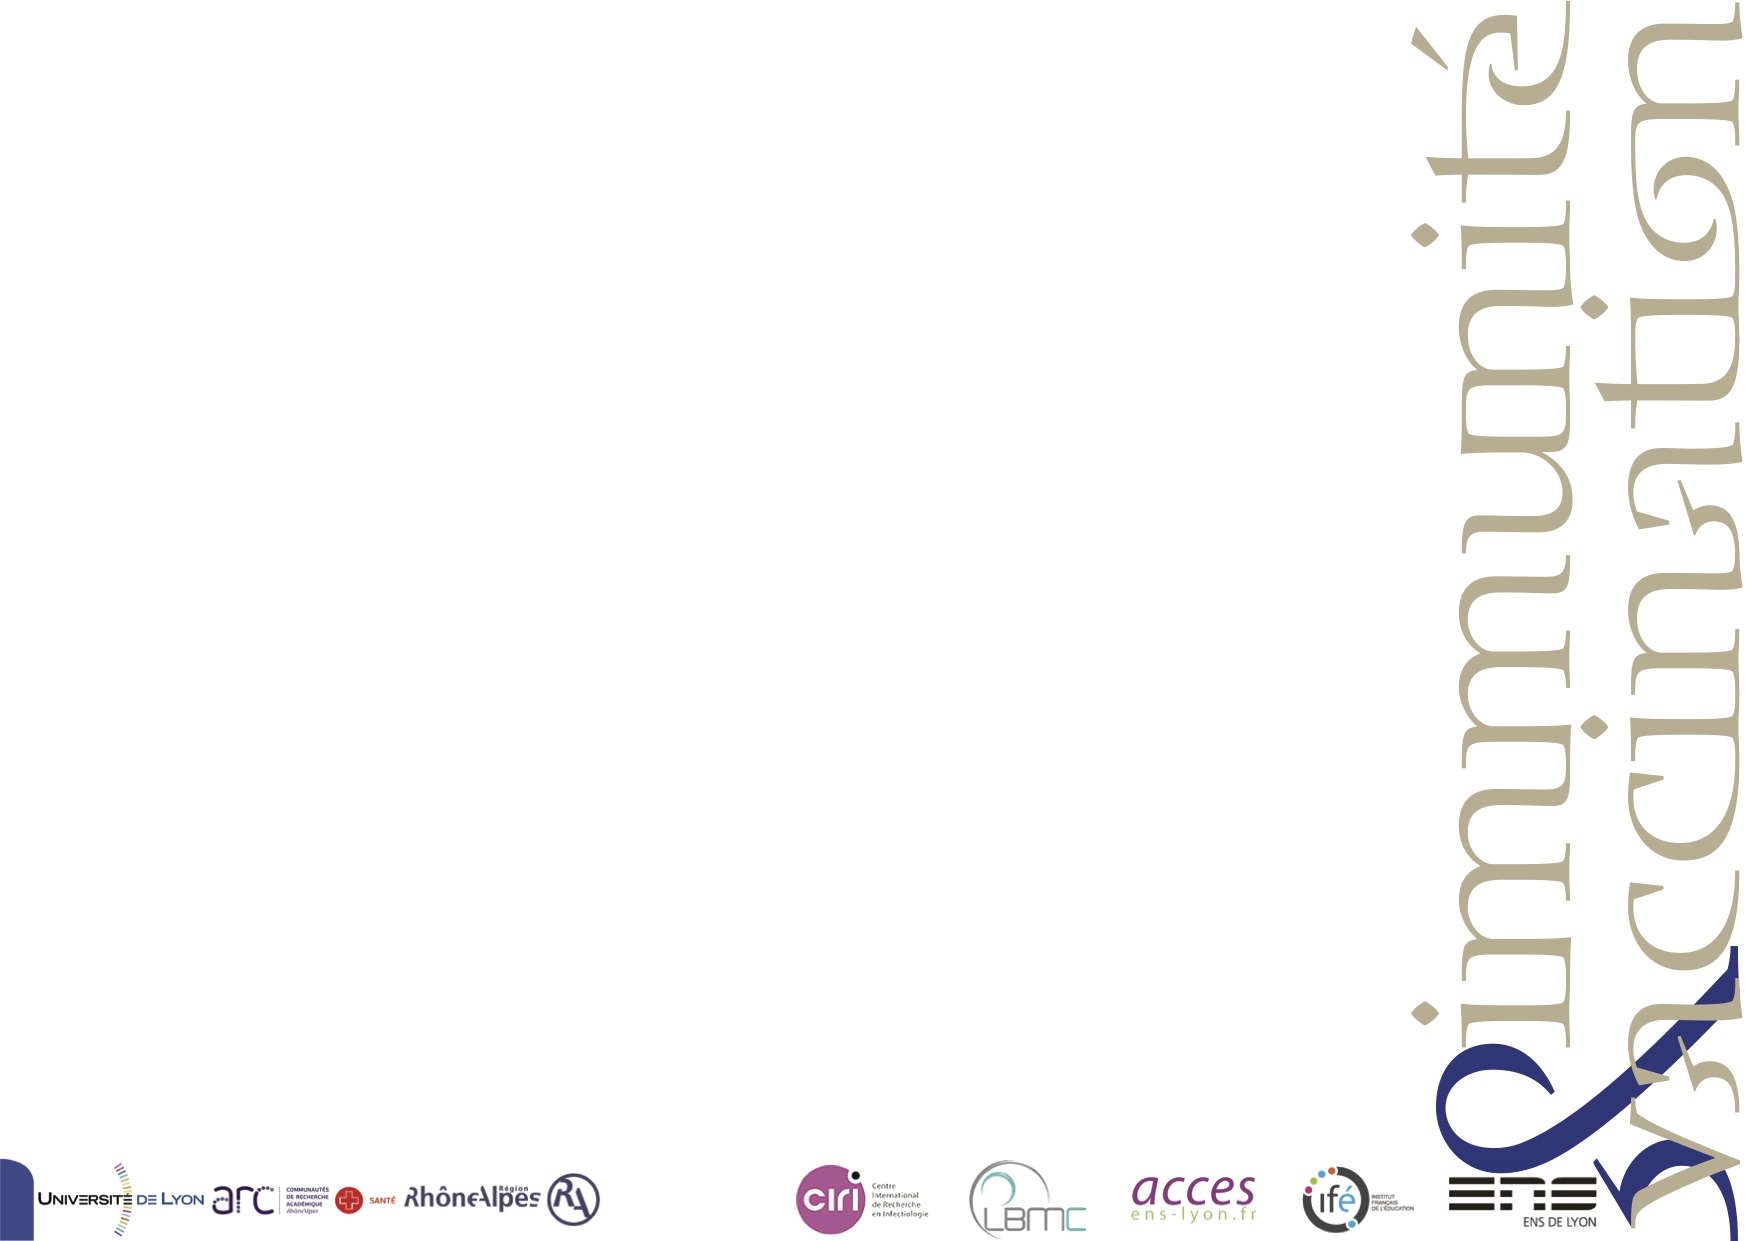 immunité
&
vaccination
UNIVERSITÉ DE LYON
arc
COMMUNAUTÉS
DE RECHERCHE
ACADÉMIQUE
RhôneAlpes
SANTÉ
RhôneAlpes Région
RA
ciri
Centre
International
de Recherche
en Infectiologie
LBMC
acces
ens-lyon.fr
ifé
INSTITUT
FRANÇAIS
DE L'ÉDUCATION
ENS
ENS DE LYON